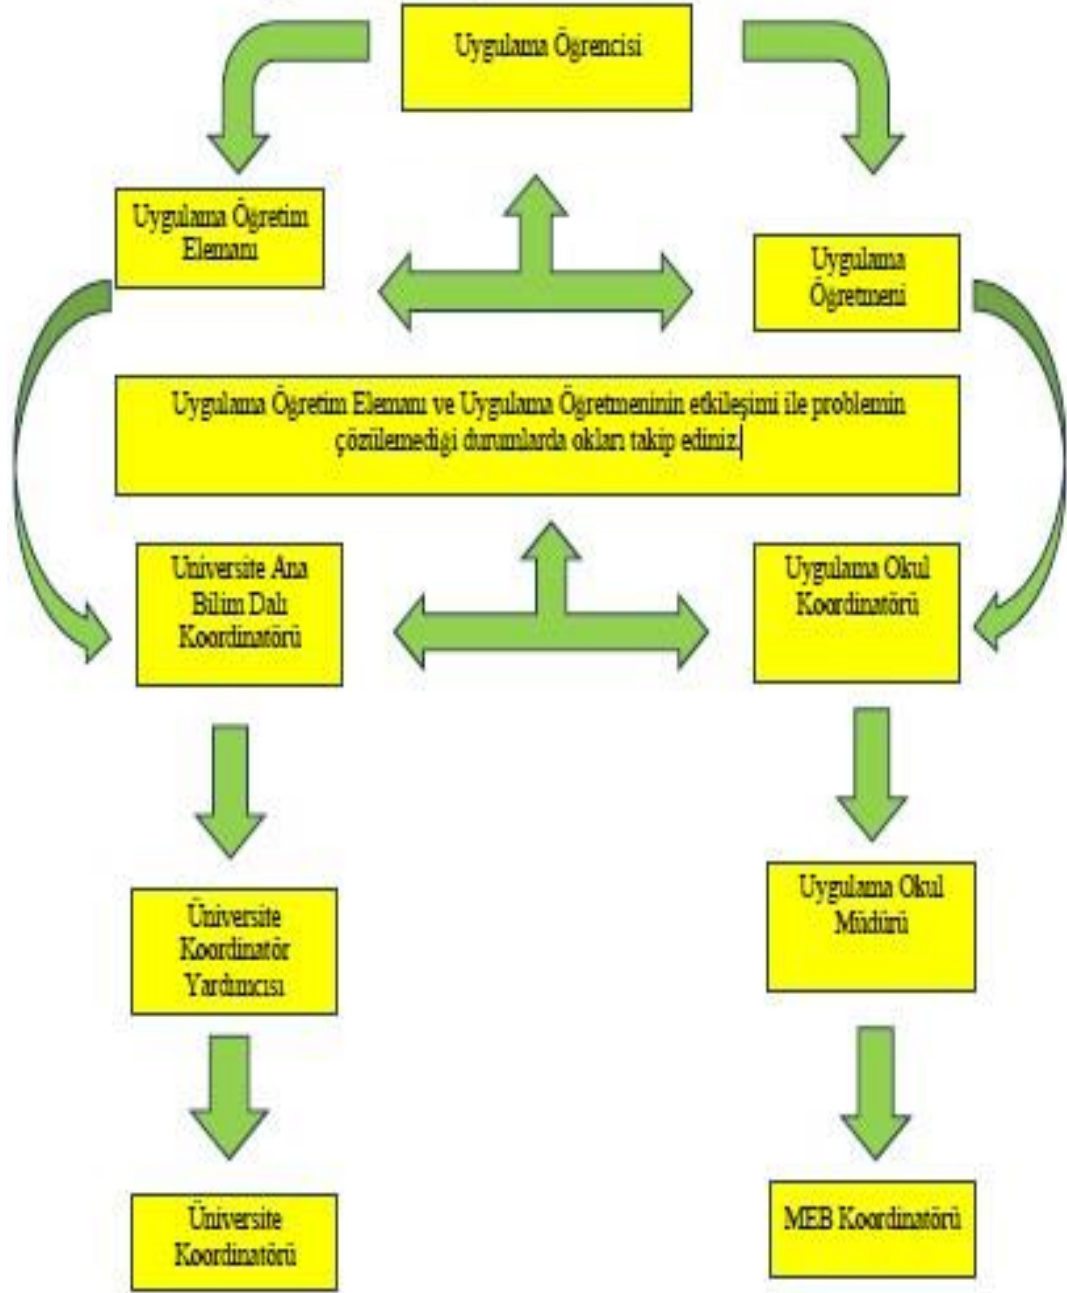 Uygulama Öğrencisi
Uygulama Öğretim
Elemanı
Uygulama
Öğretmeni
Uygulama Öğretim Elemanı ve Uygulama Öğretmeninin etkileşimi ile problemin
çözülemediği durumlarda okları takip ediniz.
Universite Ana
Bilim Dalı
Koordinatörü
Uygulama Okul
Koordinatörü
Üniversite
Koordinatör
Yardımcısı
Uygulama Okul
Müdürü
Üniversite
Koordinatörü
MEB Koordinatörü